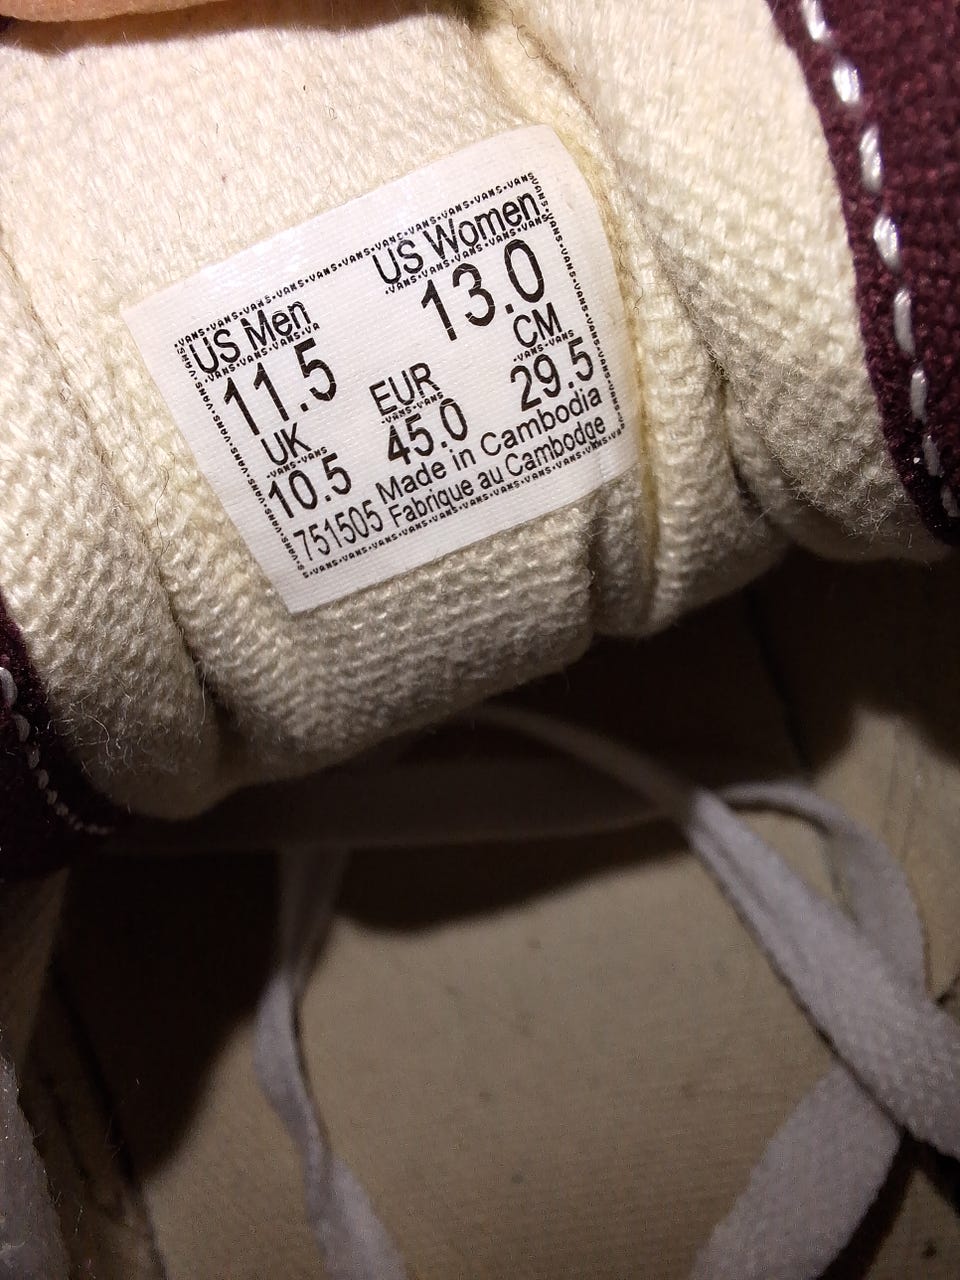 US Men US Women
11.5 13.0
UK EUR CM
10.5 45.0 29.5
751505 Made in Cambodia
Fabrique au Cambodge
VANS